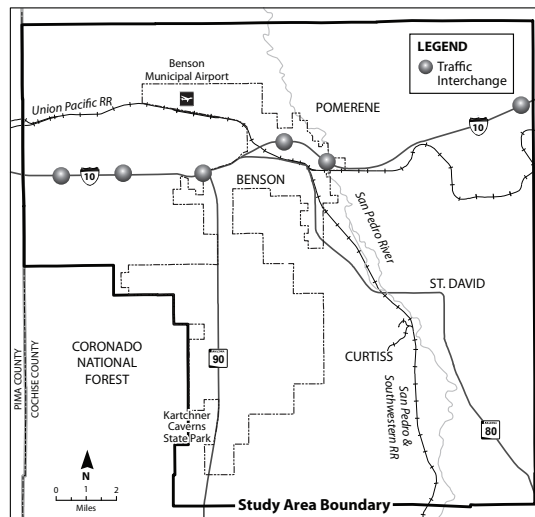 Benson
Municipal Airport
LEGEND
Traffic
Interchange
Union Pacific RR
POMERENE
10
10
BENSON
San Pedro River
ST. DAVID
PIMA COUNTY
COCHISE COUNTY
CORONADO
NATIONAL
FOREST
90
CURTISS
San Pedro &
Southwestern RR
Kartchner
Caverns
State Park
80
N
0 1 2
Miles
Study Area Boundary